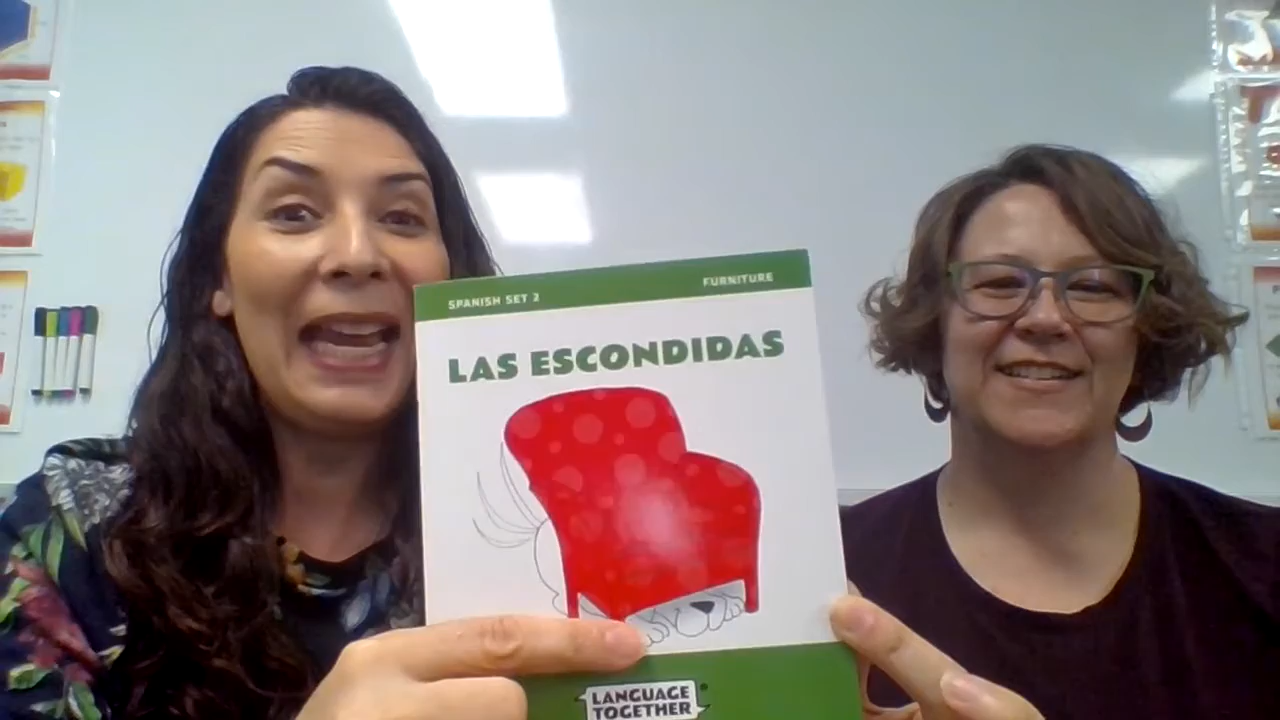 SPANISH SET 2
FURNITURE
LAS ESCONDIDAS
LANGUAGE
TOGETHER